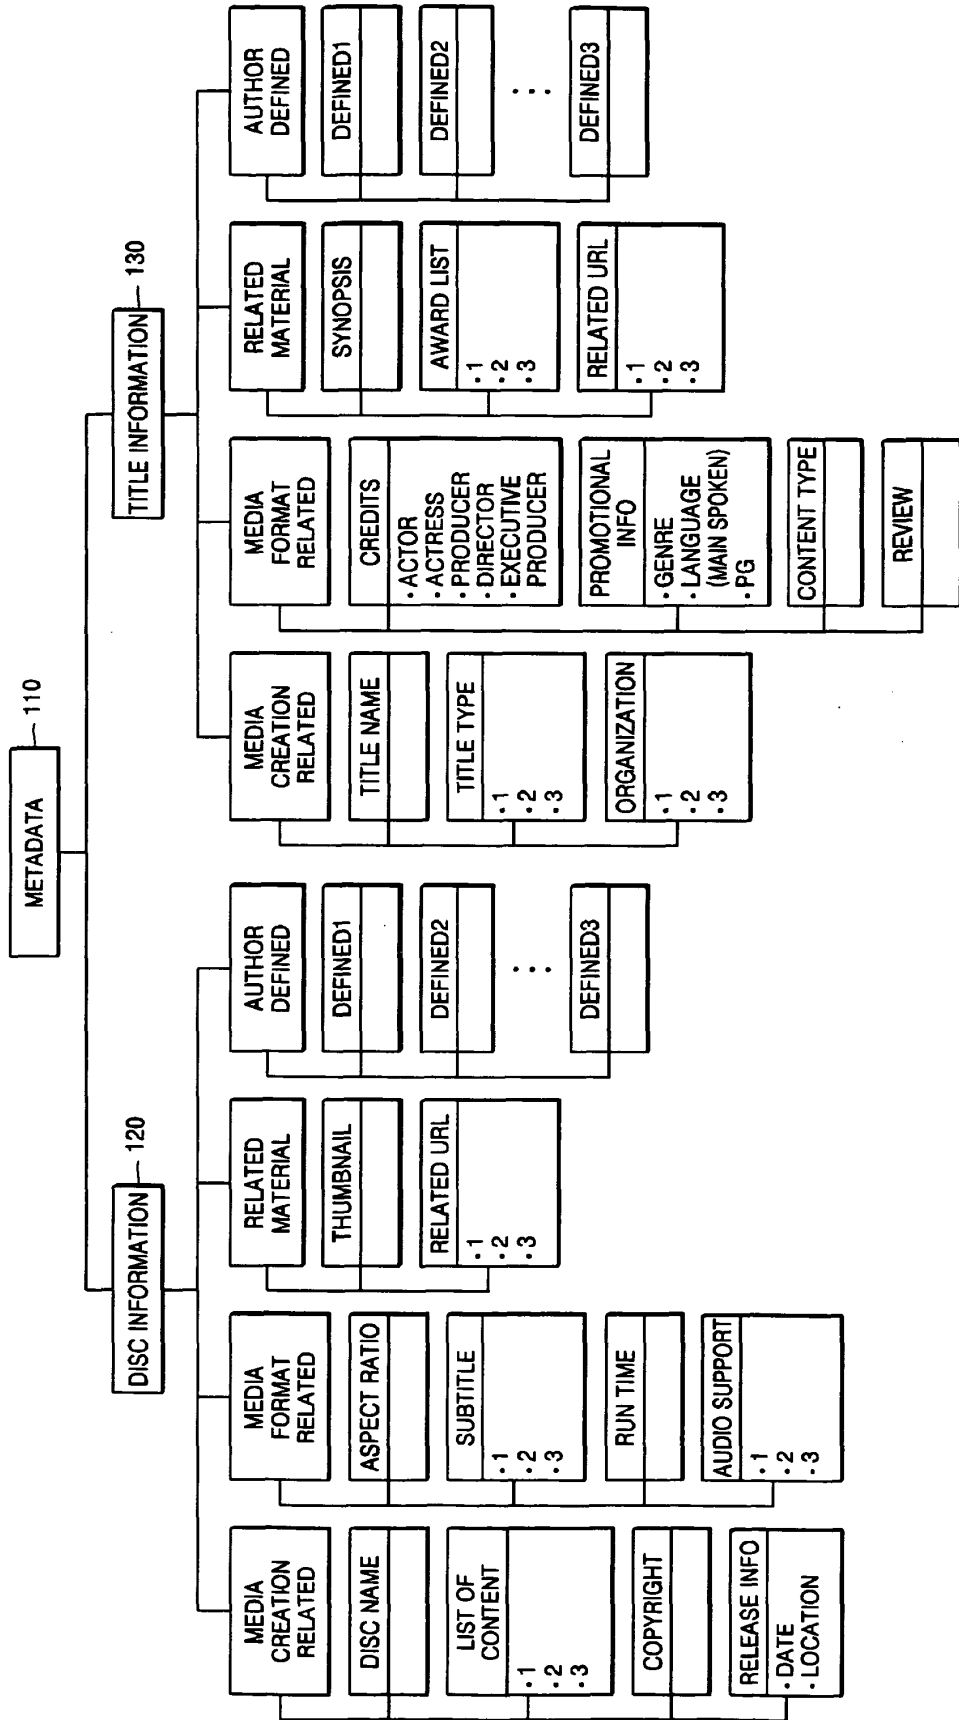 METADATA
110
DISC INFORMATION
120
MEDIA
CREATION
RELATED
DISC NAME
LIST OF
CONTENT
·1
·2
·3
COPYRIGHT
RELEASE INFO
·DATE
·LOCATION
MEDIA
FORMAT
RELATED
ASPECT RATIO
SUBTITLE
·1
·2
·3
RUN TIME
AUDIO SUPPORT
·1
·2
·3
RELATED
MATERIAL
THUMBNAIL
RELATED URL
·1
·2
·3
AUTHOR
DEFINED
DEFINED1
DEFINED2
...
DEFINED3
TITLE INFORMATION
130
MEDIA
CREATION
RELATED
TITLE NAME
TITLE TYPE
·1
·2
·3
ORGANIZATION
·1
·2
·3
MEDIA
FORMAT
RELATED
CREDITS
·ACTOR
·ACTRESS
·PRODUCER
·DIRECTOR
·EXECUTIVE
PRODUCER
PROMOTIONAL
INFO
·GENRE
·LANGUAGE
(MAIN SPOKEN)
·PG
CONTENT TYPE
REVIEW
RELATED
MATERIAL
SYNOPSIS
AWARD LIST
·1
·2
·3
RELATED URL
·1
·2
·3
AUTHOR
DEFINED
DEFINED1
DEFINED2
...
DEFINED3